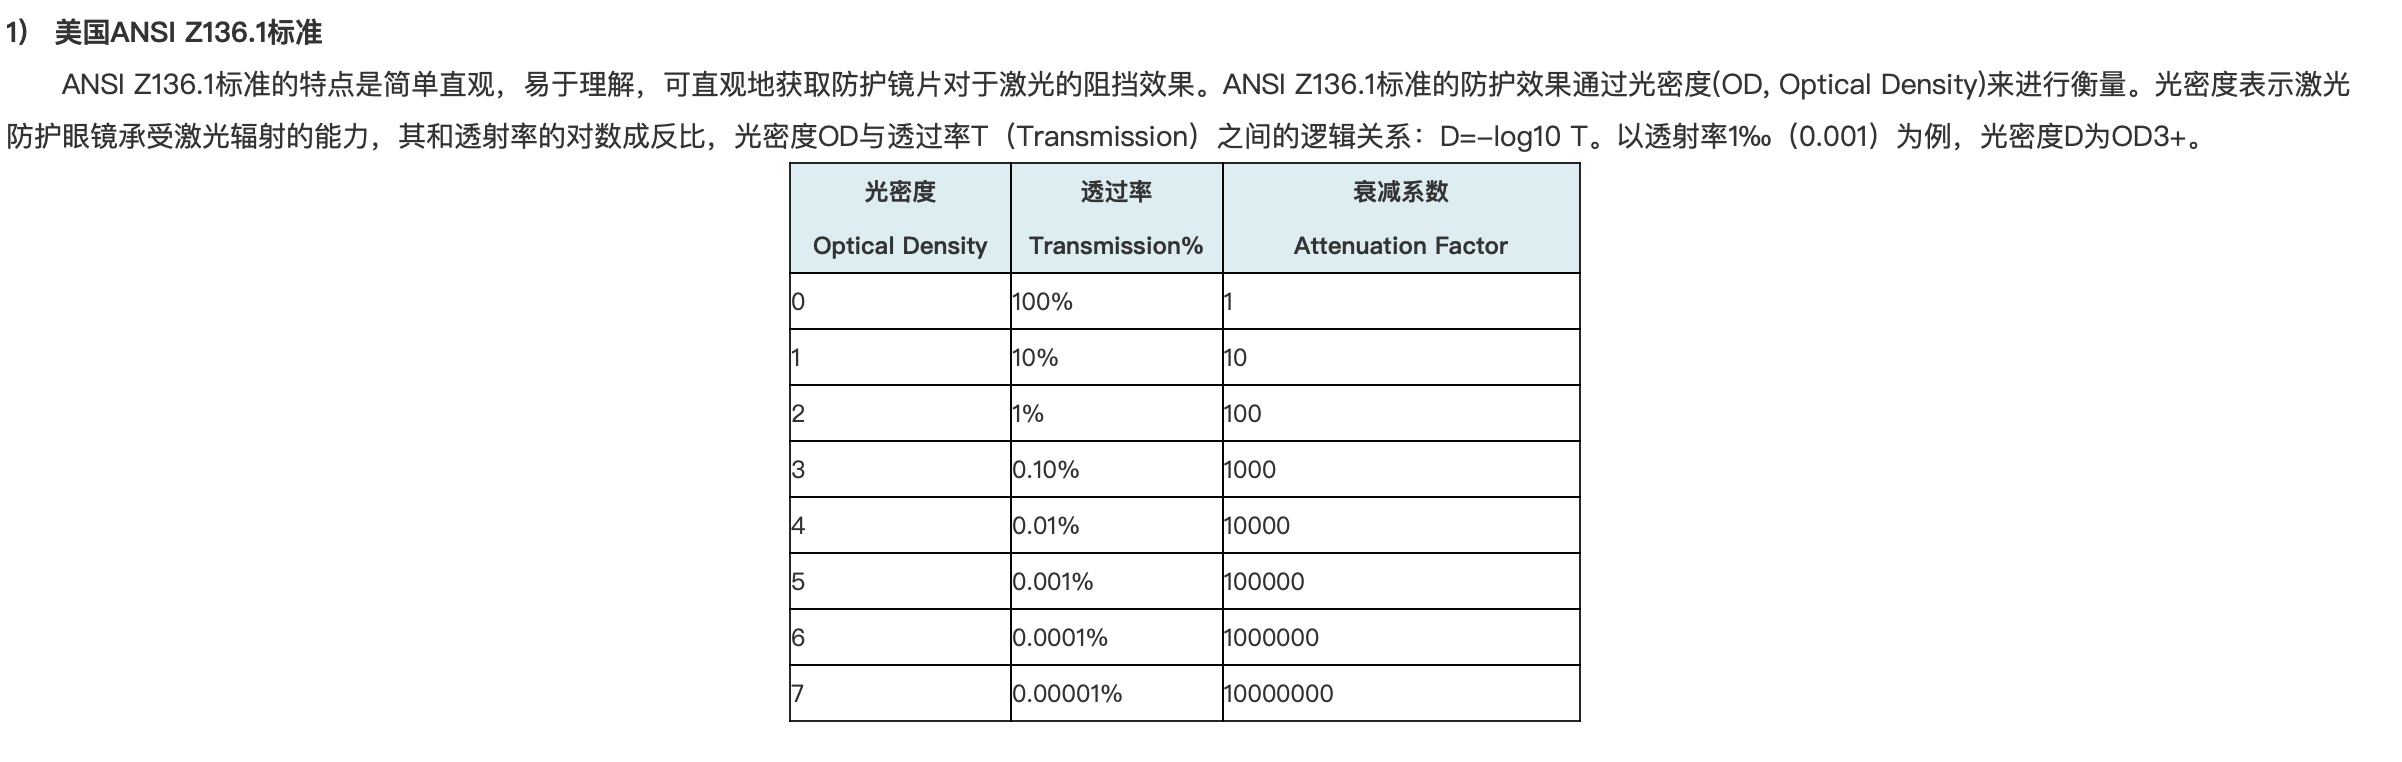 1） 美国ANSI Z136.1标准
ANSI Z136.1标准的特点是简单直观，易于理解，可直观地获取防护镜片对于激光的阻挡效果。ANSI Z136.1标准的防护效果通过光密度(OD, Optical Density)来进行衡量。光密度表示激光
防护眼镜承受激光辐射的能力，其和透射率的对数成反比，光密度OD与透过率T（Transmission）之间的逻辑关系：D=−log10 T。以透射率1‰（0.001）为例，光密度D为OD3+。
光密度 透过率 衰减系数
Optical Density Transmission% Attenuation Factor
0 100% 1
1 10% 10
2 1% 100
3 0.10% 1000
4 0.01% 10000
5 0.001% 100000
6 0.0001% 1000000
7 0.00001% 10000000